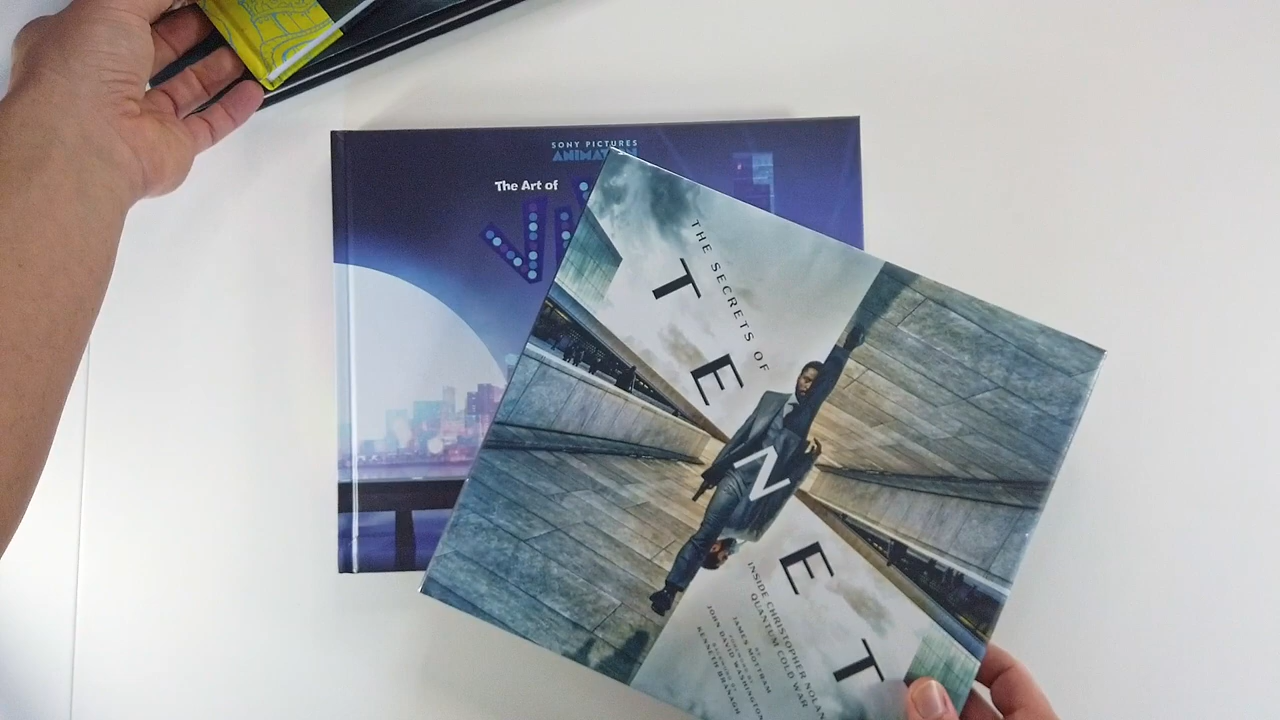 SONY PICTURES
The Art of
THE SECRETS OF
TENET
INSIDE CHRISTOPHER NOLAN
QUANTUM COLD WAR
JAMES MOTTRAM
JOHN DAVID WASHINGTON
KENNETH BRANAGH